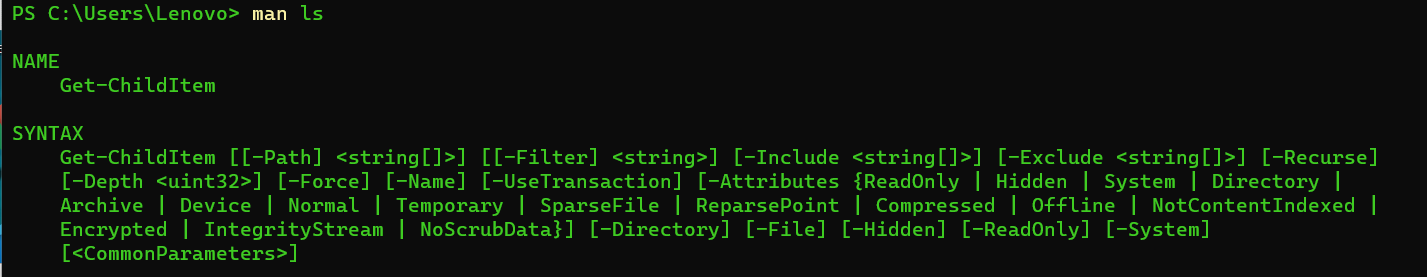 PS C:\Users\Lenovo> man ls
NAME
Get-ChildItem
SYNTAX
Get-ChildItem [[-Path] <string[]>] [[-Filter] <string>] [-Include <string[]>] [-Exclude <string[]>] [-Recurse]
[-Depth <uint32>] [-Force] [-Name] [-UseTransaction] [-Attributes {ReadOnly | Hidden | System | Directory |
Archive | Device | Normal | Temporary | SparseFile | ReparsePoint | Compressed | Offline | NotContentIndexed |
Encrypted | IntegrityStream | NoScrubData}] [-Directory] [-File] [-Hidden] [-ReadOnly] [-System]
[<CommonParameters>]